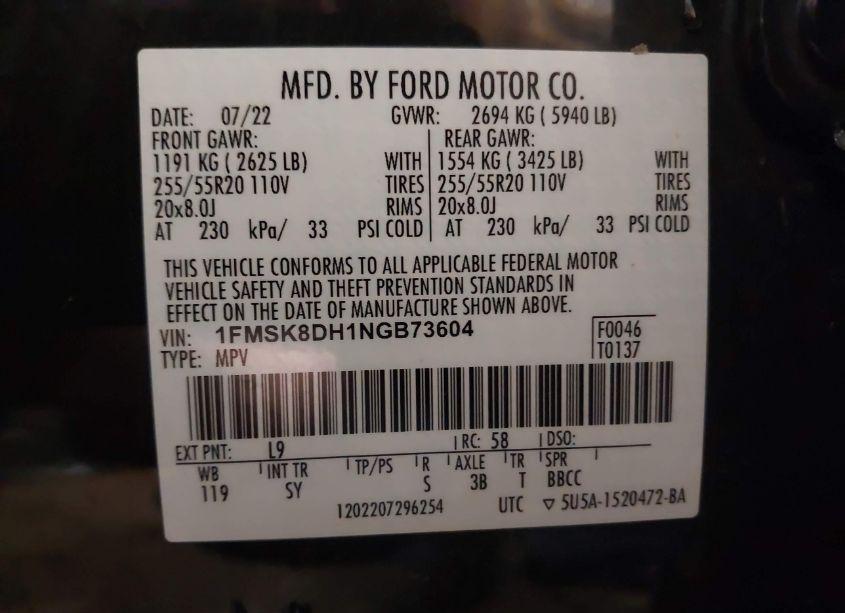 MFD. BY FORD MOTOR CO.
DATE: 07/22 GVWR: 2694 KG ( 5940 LB)
FRONT GAWR: REAR GAWR:
1191 KG ( 2625 LB) WITH 1554 KG ( 3425 LB) WITH
255/55R20 110V TIRES 255/55R20 110V TIRES
20x8.0J RIMS 20x8.0J RIMS
AT 230 kPa/ 33 PSI COLD AT 230 kPa/ 33 PSI COLD
THIS VEHICLE CONFORMS TO ALL APPLICABLE FEDERAL MOTOR
VEHICLE SAFETY AND THEFT PREVENTION STANDARDS IN
EFFECT ON THE DATE OF MANUFACTURE SHOWN ABOVE.
VIN: 1FMSK8DH1NGB73604 F0046
TYPE: MPV T0137
EXT PNT: L9 RC: 58 DSO:
WB INT TR TP/PS R AXLE TR SPR
119 SY S 3B T BBCC
1202207296254 UTC ▽ 5U5A-1520472-BA